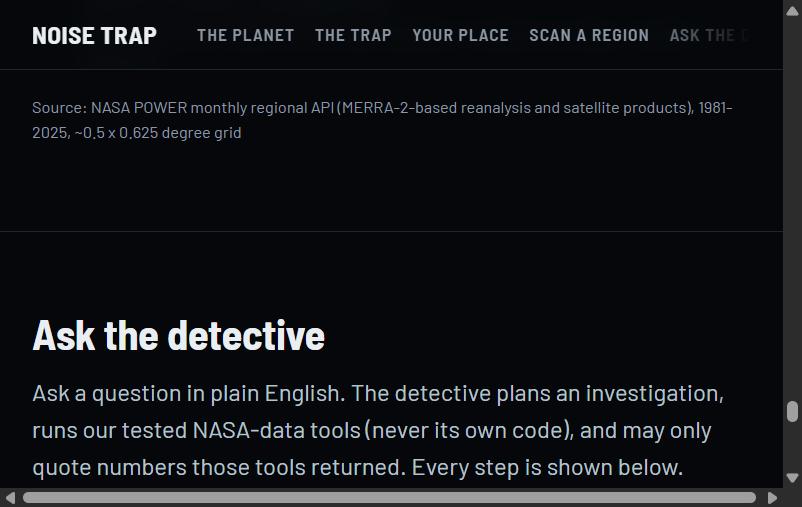 NOISE TRAP THE PLANET THE TRAP YOUR PLACE SCAN A REGION ASK THE
Source: NASA POWER monthly regional API (MERRA-2-based reanalysis and satellite products), 1981-
2025, ~0.5 x 0.625 degree grid
Ask the detective
Ask a question in plain English. The detective plans an investigation,
runs our tested NASA-data tools (never its own code), and may only
quote numbers those tools returned. Every step is shown below.